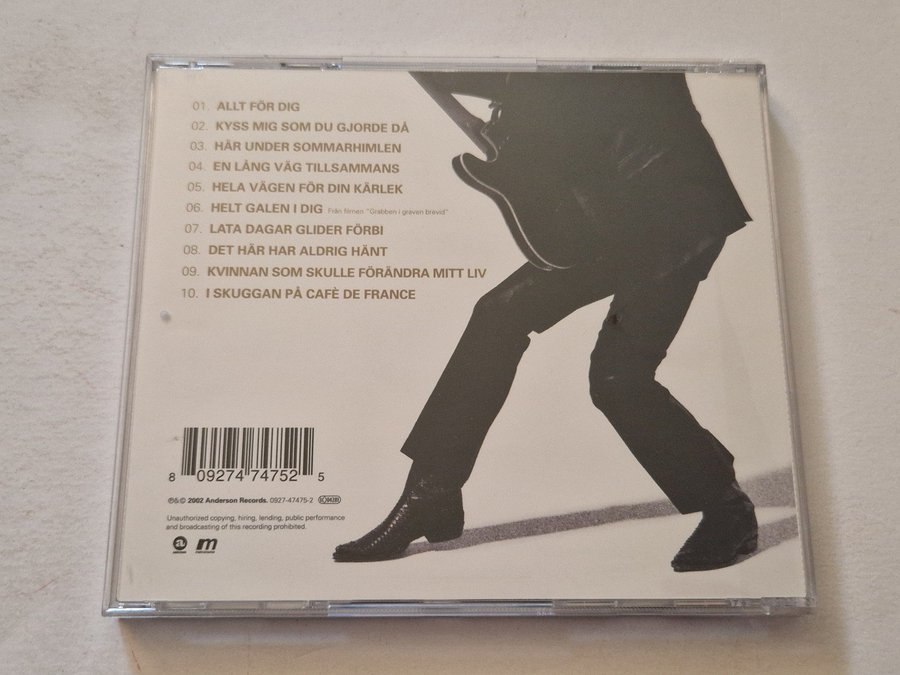 01. ALLT FÖR DIG
02. KYSS MIG SOM DU GJORDE DÅ
03. HÄR UNDER SOMMARHIMLEN
04. EN LÅNG VÄG TILLSAMMANS
05. HELA VÄGEN FÖR DIN KÄRLEK
06. HELT GALEN I DIG Från filmen "Grabben i graven brevid"
07. LATA DAGAR GLIDER FÖRBI
08. DET HÄR HAR ALDRIG HÄNT
09. KVINNAN SOM SKULLE FÖRÄNDRA MITT LIV
10. I SKUGGAN PÅ CAFÈ DE FRANCE
8 09274 74752 5
℗&© 2002 Anderson Records. 0927-47475-2
Unauthorized copying, hiring, lending, public performance
and broadcasting of this recording prohibited.